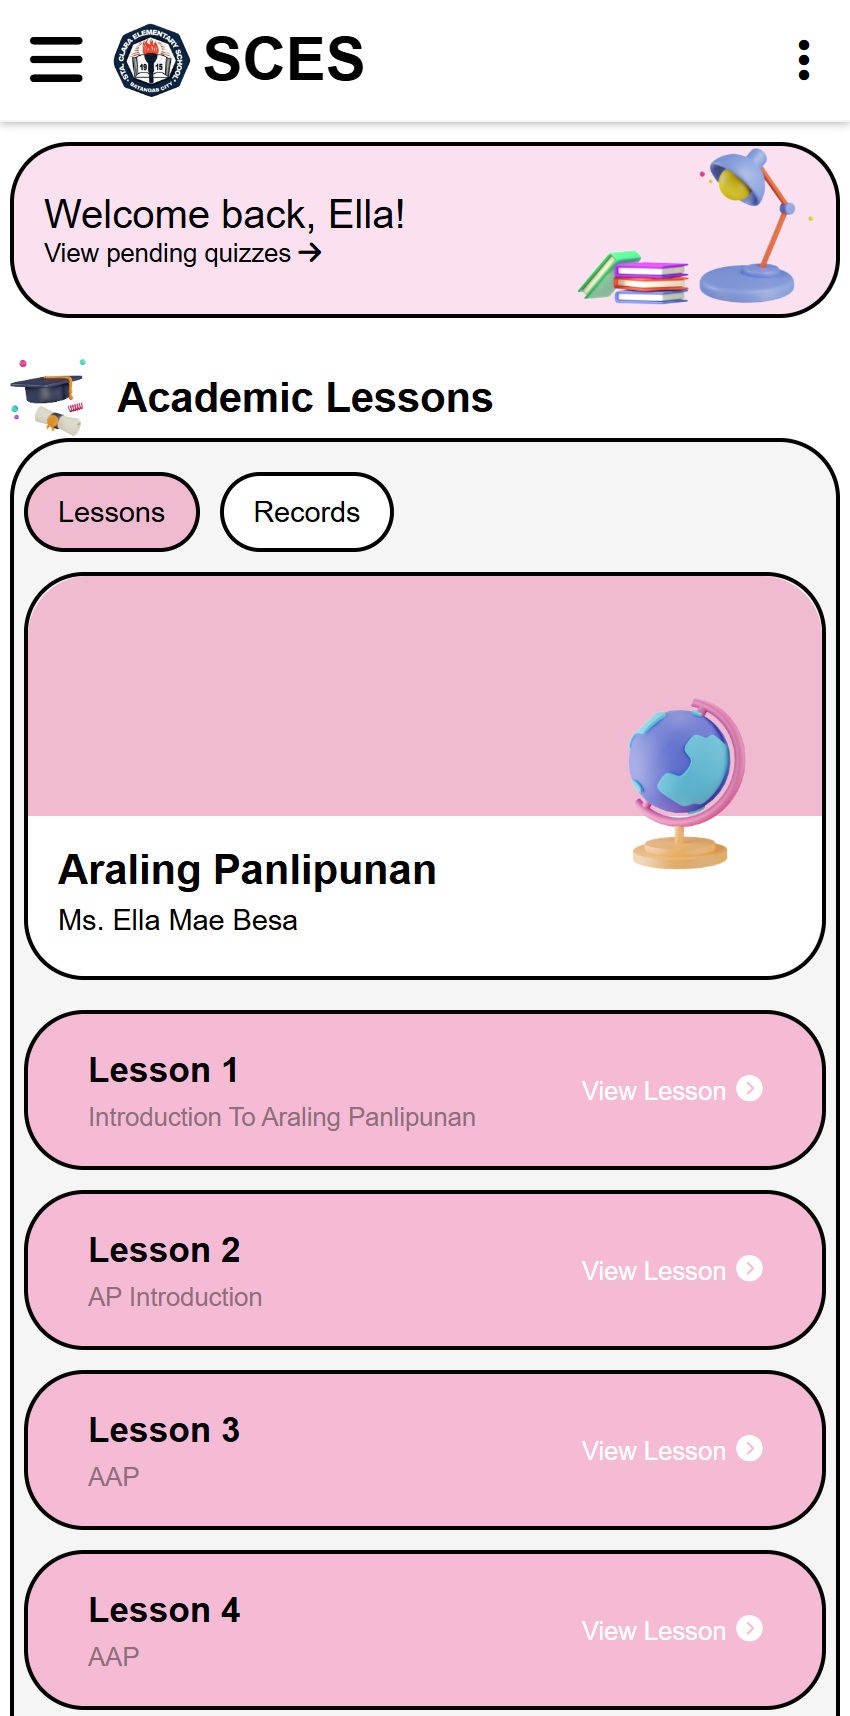 STA. CLARA ELEMENTARY SCHOOL
19 15
BATANGAS CITY
SCES
Welcome back, Ella!
View pending quizzes
Academic Lessons
Lessons
Records
Araling Panlipunan
Ms. Ella Mae Besa
Lesson 1
Introduction To Araling Panlipunan
View Lesson
Lesson 2
AP Introduction
View Lesson
Lesson 3
AAP
View Lesson
Lesson 4
AAP
View Lesson